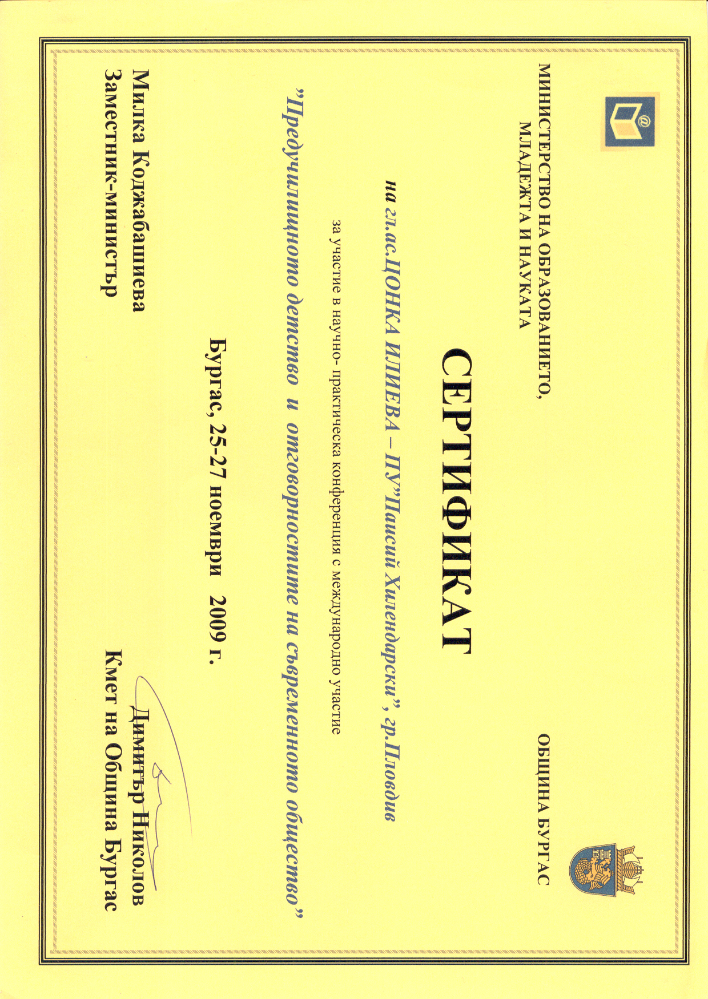 @
МИНИСТЕРСТВО НА ОБРАЗОВАНИЕТО,
МЛАДЕЖТА И НАУКАТА
ОБЩИНА БУРГАС
СЕРТИФИКАТ
на гл.ас.ЦОНКА ИЛИЕВА – ПУ”Паисий Хилендарски”, гр.Пловдив
за участие в научно- практическа конференция с международно участие
”Предучилищното детство и отговорностите на съвременното общество”
Бургас, 25-27 ноември 2009 г.
Милка Коджабашиева
Заместник-министър
Димитър Николов
Кмет на Община Бургас